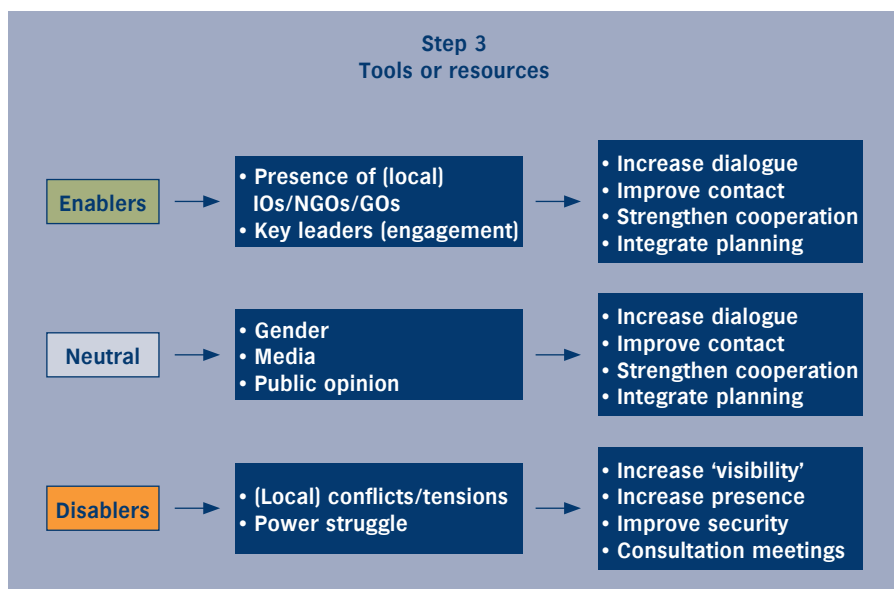 Step 3
Tools or resources
Enablers
• Presence of (local)
IOs/NGOs/GOs
• Key leaders (engagement)
• Increase dialogue
• Improve contact
• Strengthen cooperation
• Integrate planning
Neutral
• Gender
• Media
• Public opinion
• Increase dialogue
• Improve contact
• Strengthen cooperation
• Integrate planning
Disablers
• (Local) conflicts/tensions
• Power struggle
• Increase ‘visibility’
• Increase presence
• Improve security
• Consultation meetings